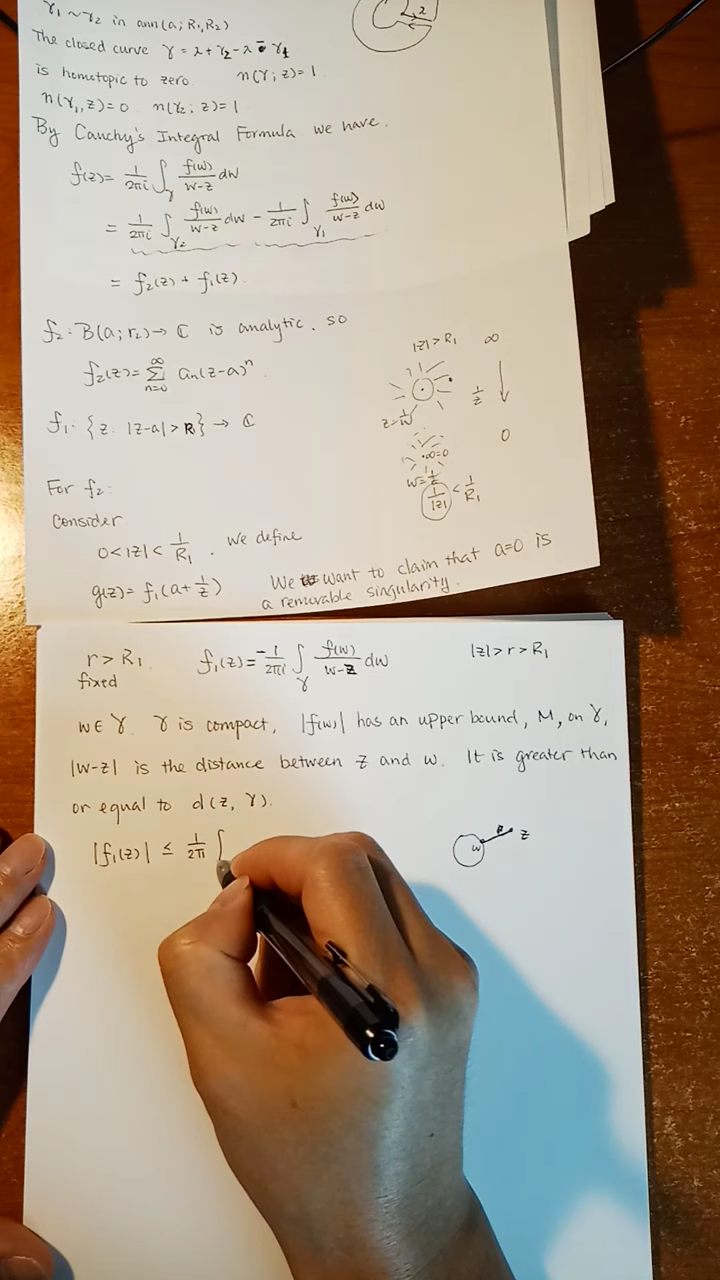 γ₁ ~ γ₂ in ann(a; R₁, R₂)
The closed curve γ = λ + γ₂ - λ - γ₁
is homotopic to zero. n(γ; z) = 1
n(γ₁, z) = 0. n(γ₂; z) = 1
By Cauchy's Integral Formula we have.
f(z) = 1/2πi ∫_γ f(w)/w-z dw
= 1/2πi ∫_γ₂ f(w)/w-z dw - 1/2πi ∫_γ₁ f(w)/w-z dw
= f₂(z) + f₁(z).
f₂: B(a; r₂) → ℂ is analytic. so
f₂(z) = ∑_{n=0}^∞ an(z-a)ⁿ
f₁: {z: |z-a| > R₁} → ℂ
For f₂:
Consider
0 < |z| < 1/R₁. We define
g(z) = f₁(a + 1/z)
We want to claim that a=0 is
a removable singularity.
λ
|z| > R₁
∞
1/z
0
z = 1/w
∞=0
w = 1/z
1/|z| < 1/R₁
r > R₁ f₁(z) = -1/2πi ∫_γ f(w)/w-z dw |z| > r > R₁
fixed
w ∈ γ. γ is compact, |f(w)| has an upper bound, M, on γ,
|w-z| is the distance between z and w. It is greater than
or equal to d(z, γ).
|f₁(z)| ≤ 1/2π ∫
w z